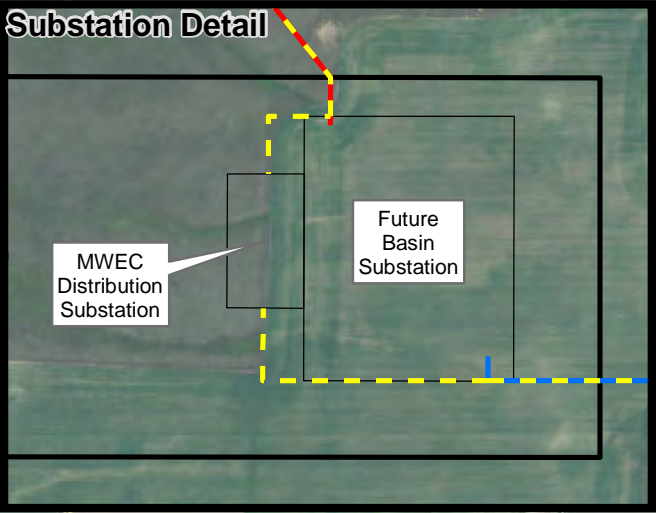 Substation Detail
Future
Basin
Substation
MWEC
Distribution
Substation